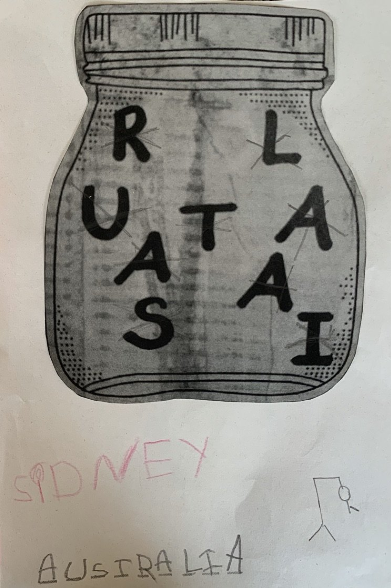 R L
U T A
A A
S I
SIDNEY
AUSIRALIA